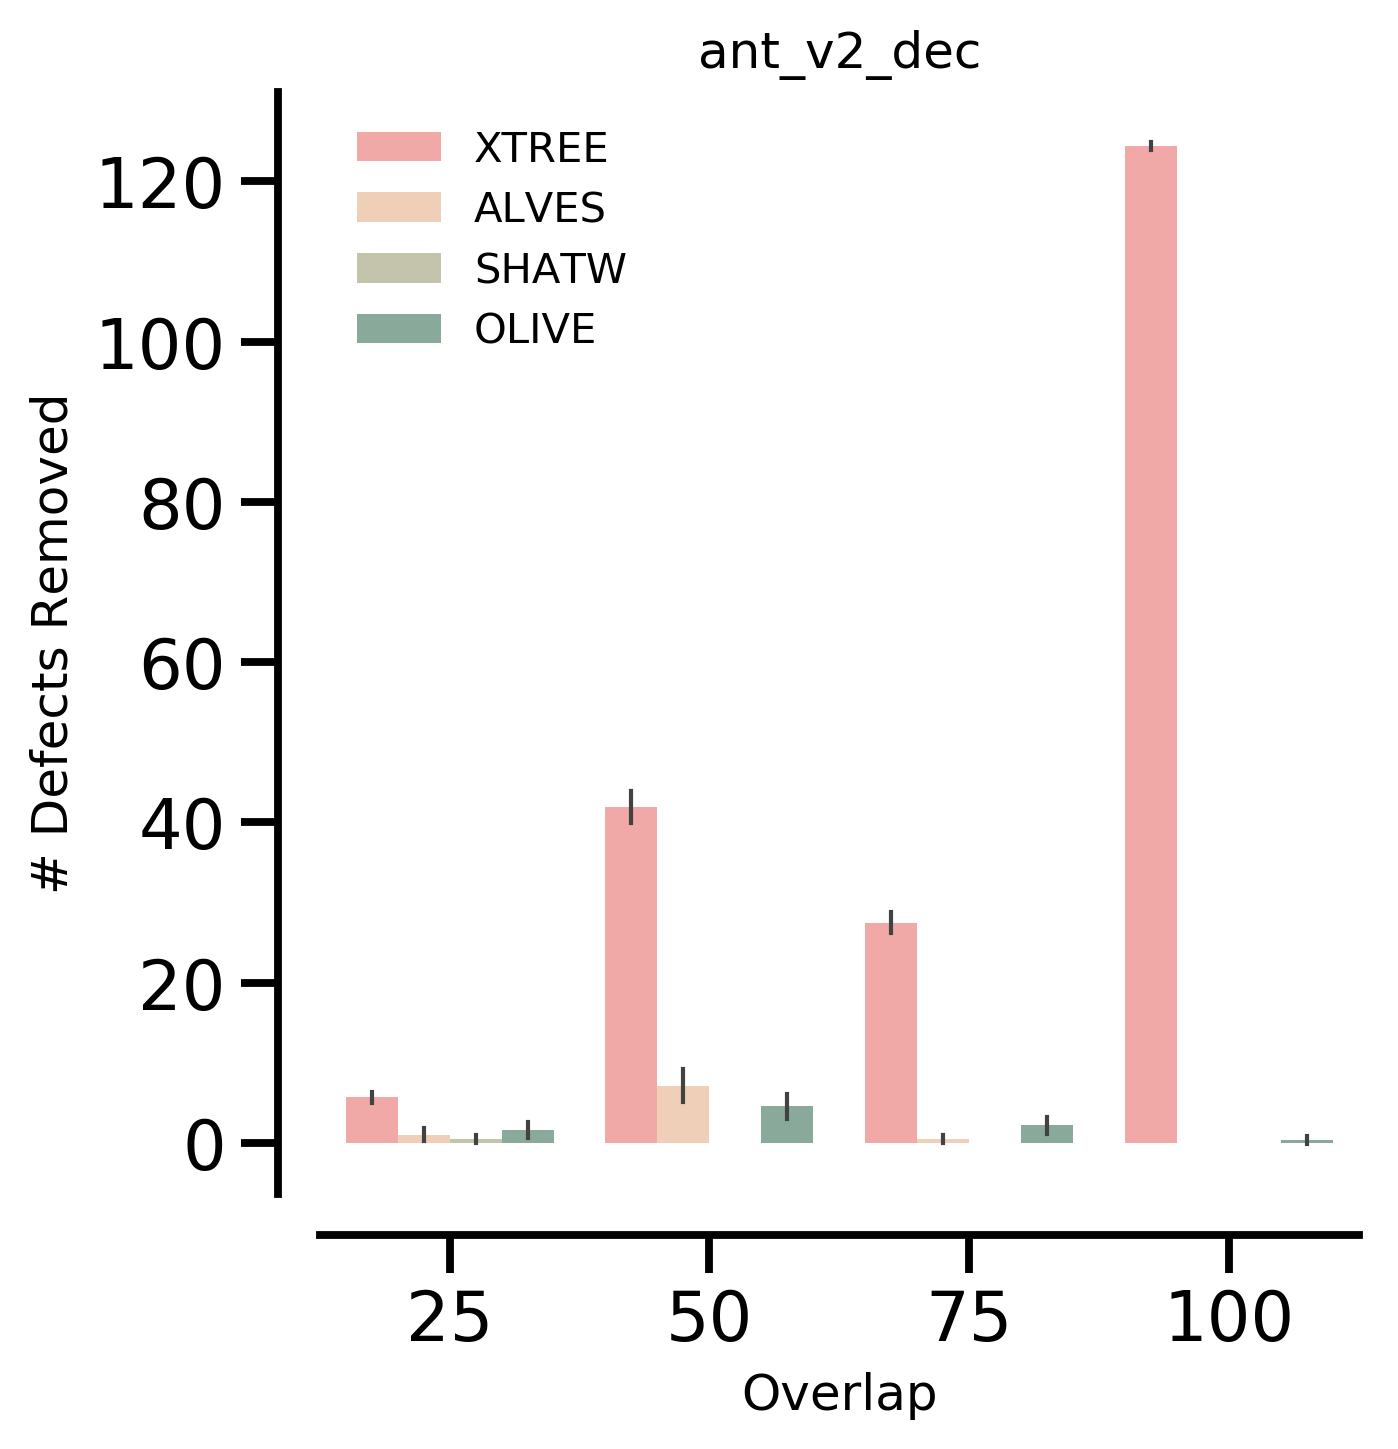 ant_v2_dec
XTREE
ALVES
SHATW
OLIVE
# Defects Removed
120
100
80
60
40
20
0
25 50 75 100
Overlap